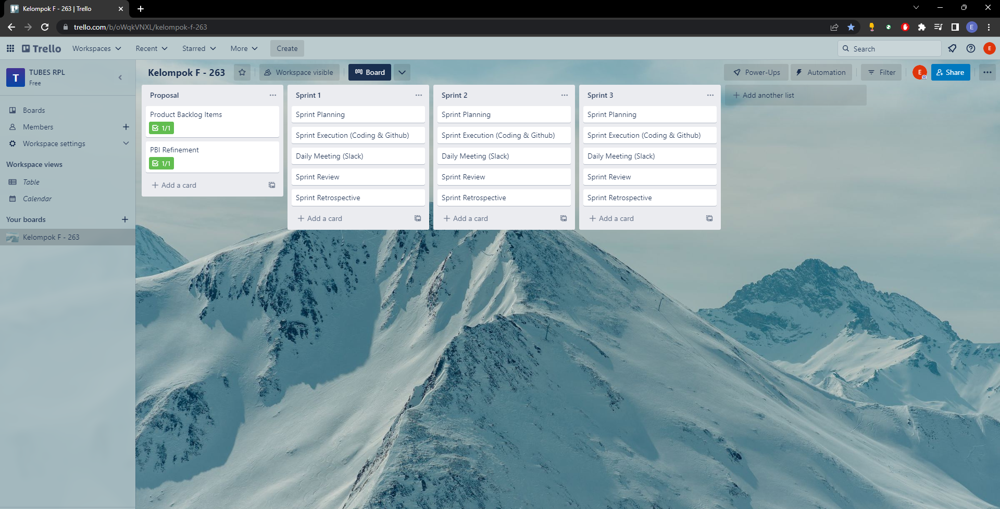 Kelompok F - 263 | Trello
trello.com/b/oWqkVNXL/kelompok-f-263
E
Trello
Workspaces
Recent
Starred
More
Create
Search
E
T
TUBES RPL
Free
Kelompok F - 263
Workspace visible
Board
Power-Ups
Automation
Filter
E
Share
Boards
Members
Workspace settings
Workspace views
Table
Calendar
Your boards
Kelompok F - 263
Proposal
Product Backlog Items
1/1
PBI Refinement
1/1
Add a card
Sprint 1
Sprint Planning
Sprint Execution (Coding & Github)
Daily Meeting (Slack)
Sprint Review
Sprint Retrospective
Add a card
Sprint 2
Sprint Planning
Sprint Execution (Coding & Github)
Daily Meeting (Slack)
Sprint Review
Sprint Retrospective
Add a card
Sprint 3
Sprint Planning
Sprint Execution (Coding & Github)
Daily Meeting (Slack)
Sprint Review
Sprint Retrospective
Add a card
Add another list